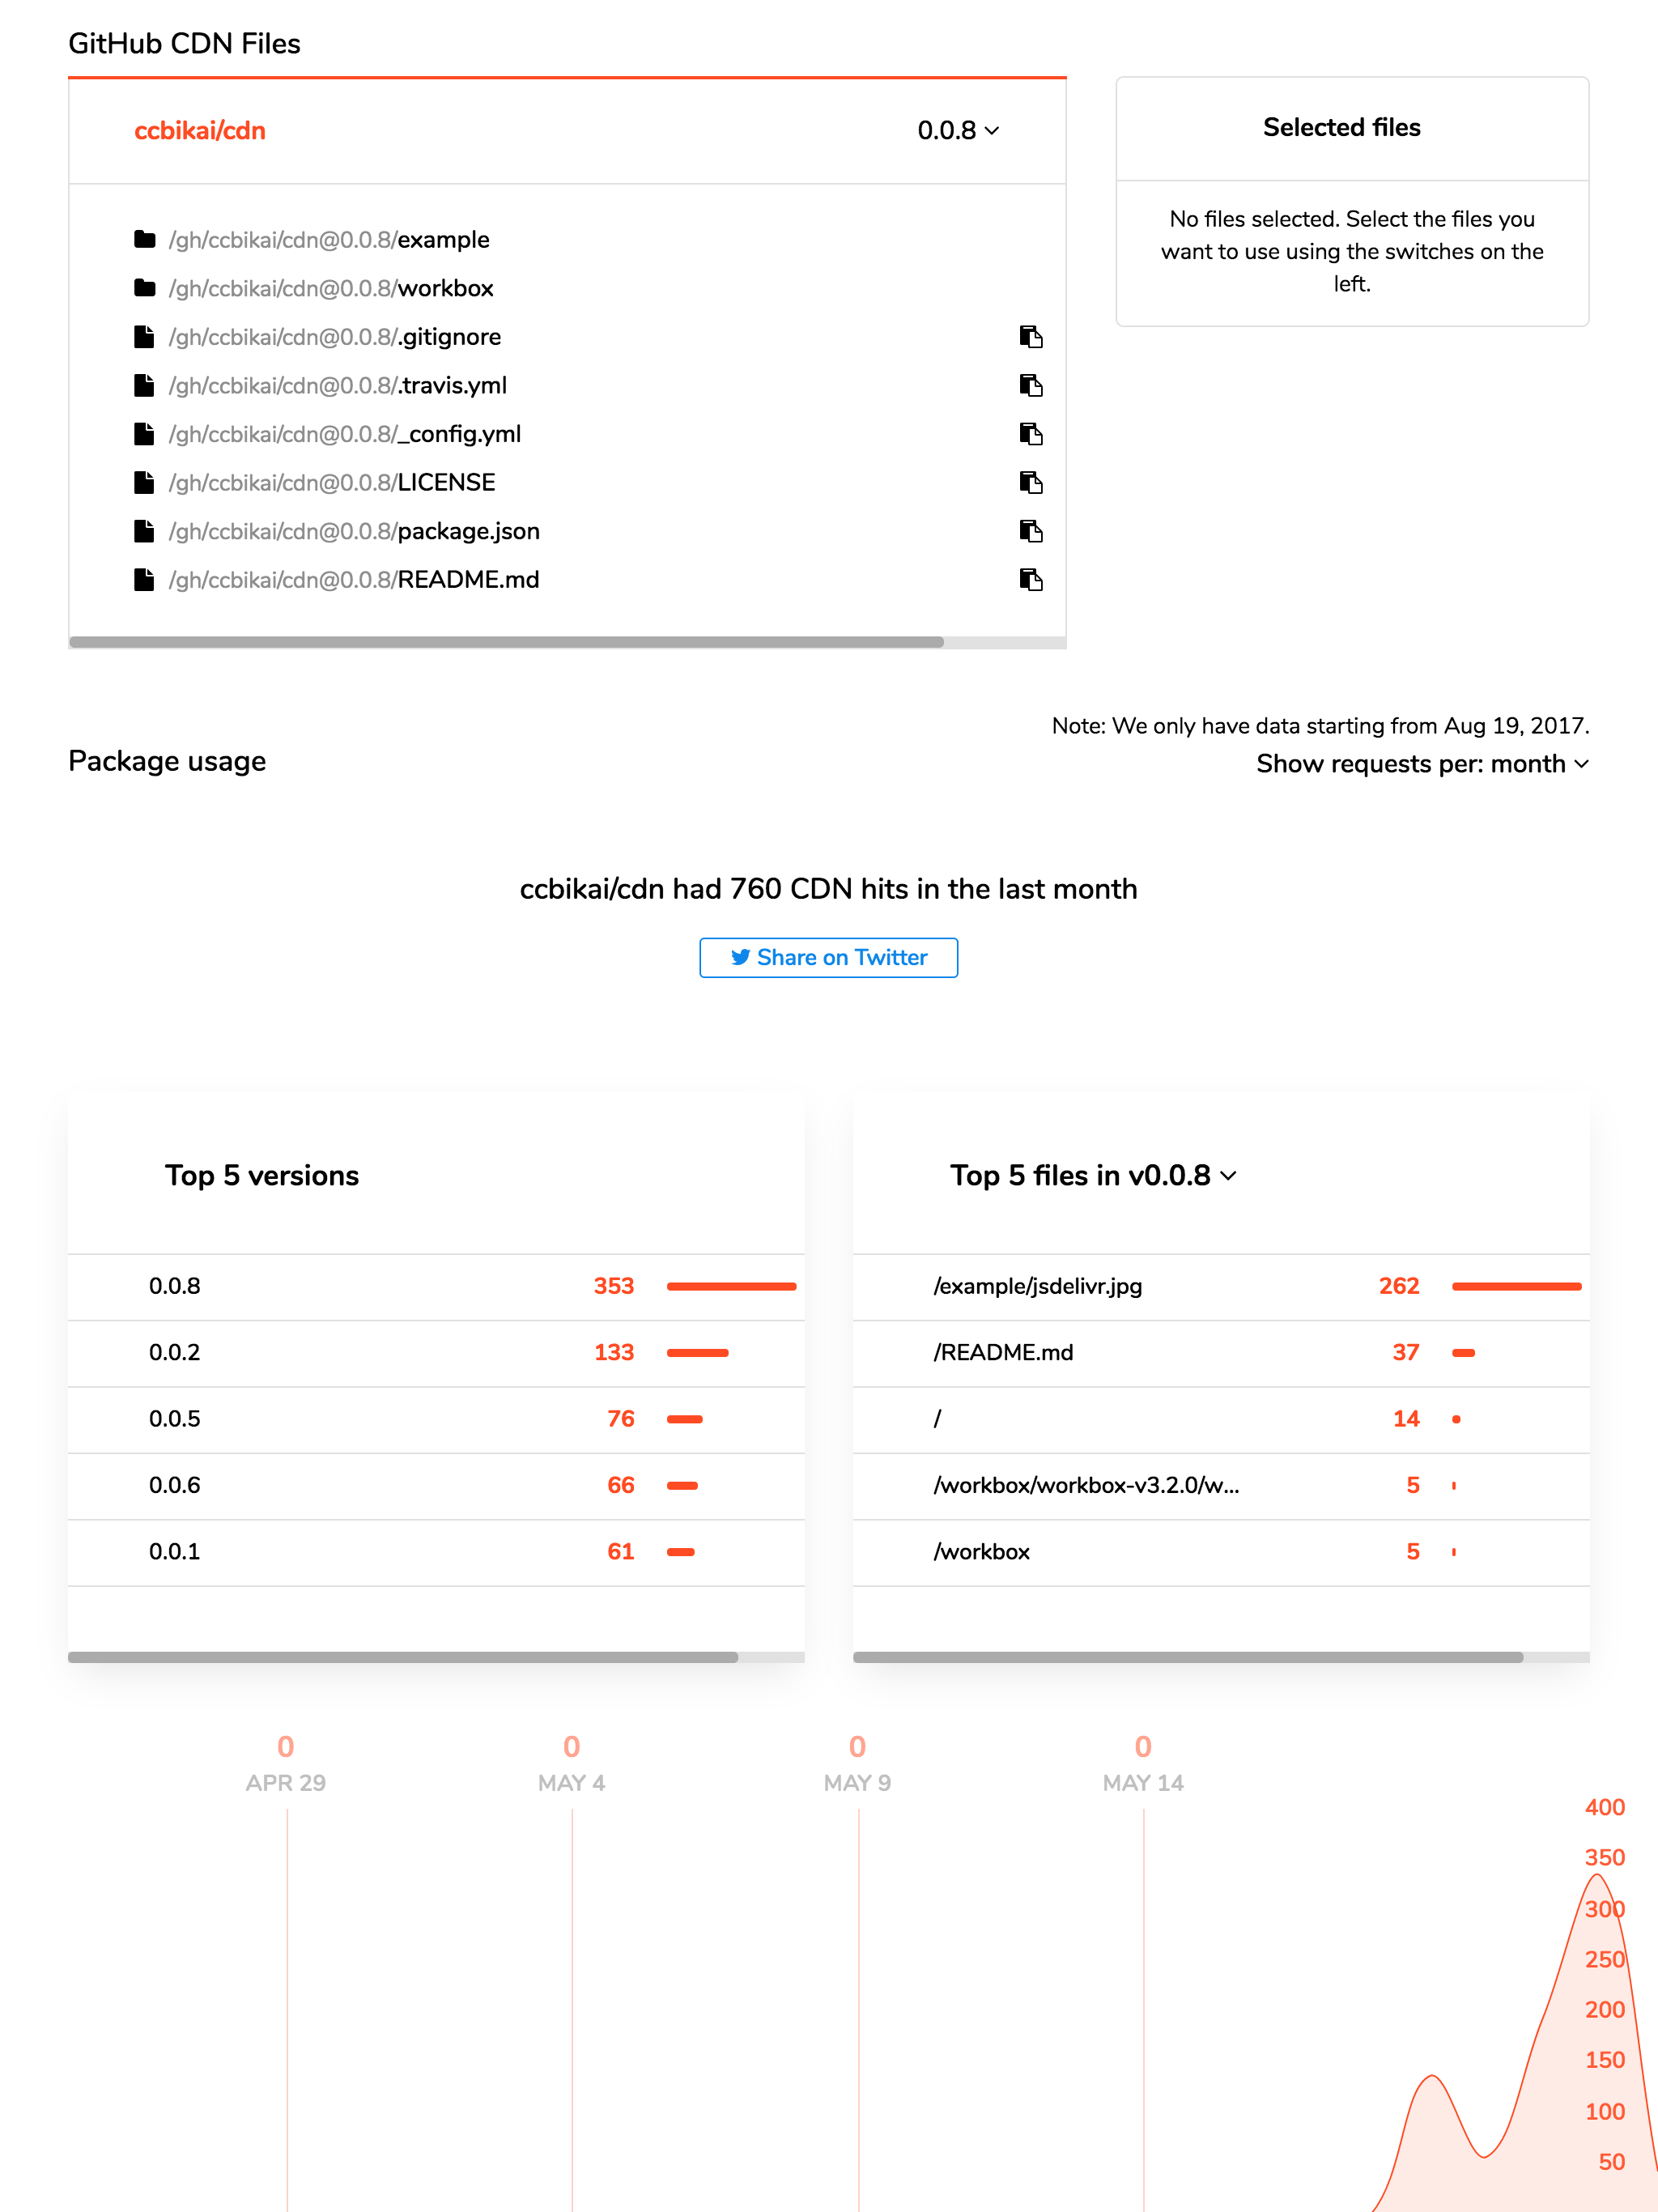 GitHub CDN Files
ccbikai/cdn
0.0.8
/gh/ccbikai/cdn@0.0.8/example
/gh/ccbikai/cdn@0.0.8/workbox
/gh/ccbikai/cdn@0.0.8/.gitignore
/gh/ccbikai/cdn@0.0.8/.travis.yml
/gh/ccbikai/cdn@0.0.8/_config.yml
/gh/ccbikai/cdn@0.0.8/LICENSE
/gh/ccbikai/cdn@0.0.8/package.json
/gh/ccbikai/cdn@0.0.8/README.md
Selected files
No files selected. Select the files you
want to use using the switches on the
left.
Note: We only have data starting from Aug 19, 2017.
Package usage
Show requests per: month
ccbikai/cdn had 760 CDN hits in the last month
Share on Twitter
Top 5 versions
0.0.8 353
0.0.2 133
0.0.5 76
0.0.6 66
0.0.1 61
Top 5 files in v0.0.8
/example/jsdelivr.jpg 262
/README.md 37
/ 14
/workbox/workbox-v3.2.0/w... 5
/workbox 5
0 0 0 0
APR 29 MAY 4 MAY 9 MAY 14
400
350
300
250
200
150
100
50